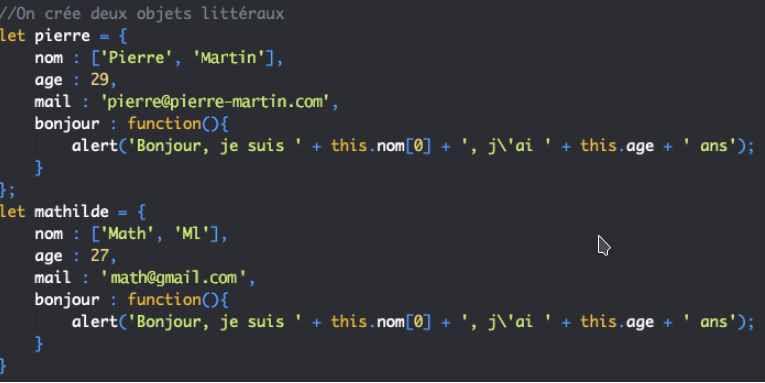 //On crée deux objets littéraux
let pierre = {
nom : ['Pierre', 'Martin'],
age : 29,
mail : 'pierre@pierre-martin.com',
bonjour : function(){
alert('Bonjour, je suis ' + this.nom[0] + ', j\'ai ' + this.age + ' ans');
}
};
let mathilde = {
nom : ['Math', 'Ml'],
age : 27,
mail : 'math@gmail.com',
bonjour : function(){
alert('Bonjour, je suis ' + this.nom[0] + ', j\'ai ' + this.age + ' ans');
}
}